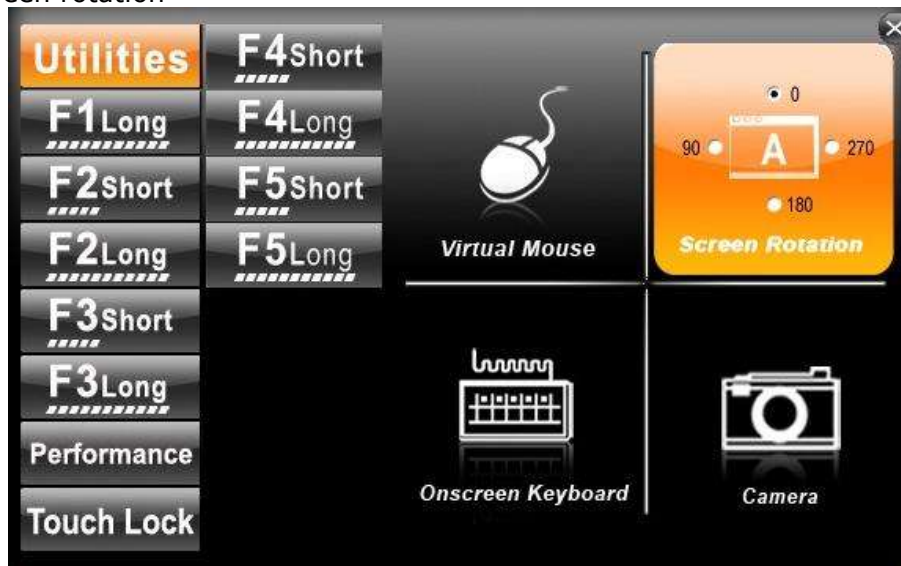 Utilities
F1Long
F2Short
F2Long
F3Short
F3Long
Performance
Touch Lock
F4Short
F4Long
F5Short
F5Long
Virtual Mouse
0
90
A
270
180
Screen Rotation
Onscreen Keyboard
Camera